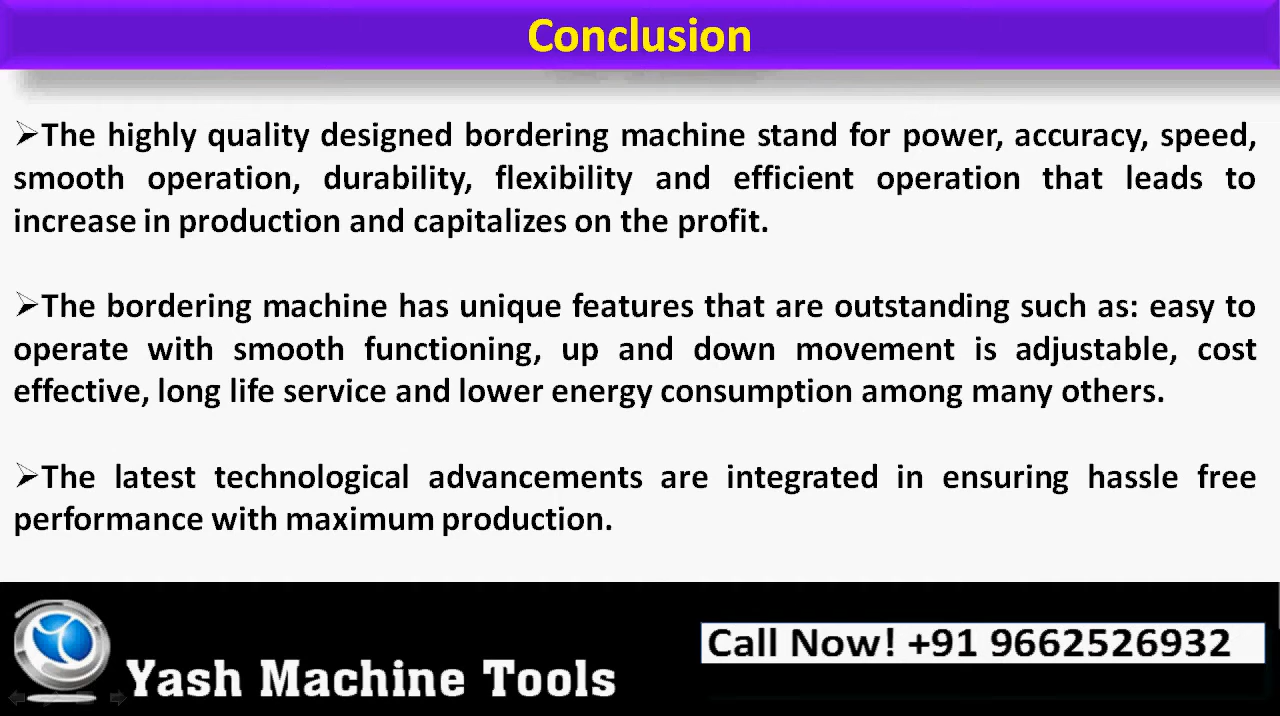 Conclusion
➢The highly quality designed bordering machine stand for power, accuracy, speed,
smooth operation, durability, flexibility and efficient operation that leads to
increase in production and capitalizes on the profit.
➢The bordering machine has unique features that are outstanding such as: easy to
operate with smooth functioning, up and down movement is adjustable, cost
effective, long life service and lower energy consumption among many others.
➢The latest technological advancements are integrated in ensuring hassle free
performance with maximum production.
Yash Machine Tools
Call Now! +91 9662526932